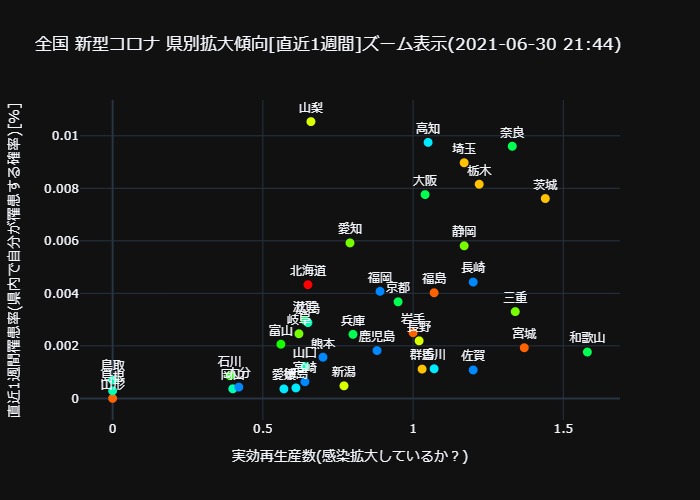 全国 新型コロナ 県別拡大傾向[直近1週間]ズーム表示(2021-06-30 21:44)
直近1週間罹患率(県内で自分が罹患する確率)[%]
山梨
0.01
高知
奈良
埼玉
栃木
0.008
大阪
茨城
愛知
静岡
0.006
北海道
福岡
京都
福島
長崎
0.004
三重
岐阜
富山
兵庫
岩手
長野
鹿児島
宮城
和歌山
0.002
鳥取
石川
山口
熊本
宮崎
新潟
群馬
香川
佐賀
大分
愛媛
0
0
0.5
1
1.5
実効再生産数(感染拡大しているか？)